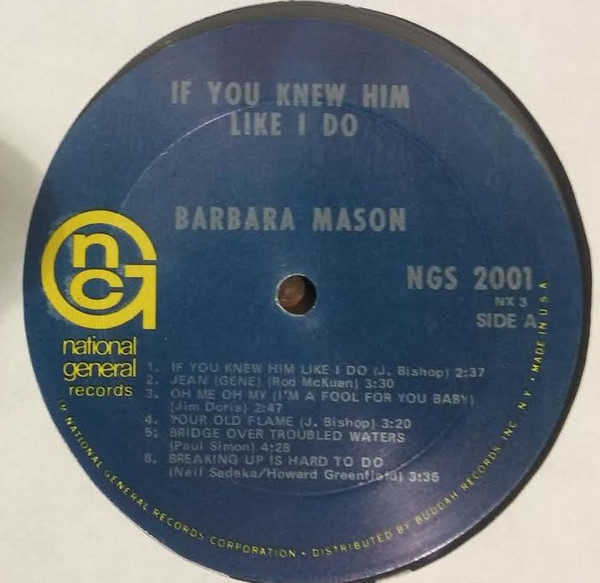 IF YOU KNEW HIM
LIKE I DO
BARBARA MASON
nG
c
national
general
records
NGS 2001
NX 3
SIDE A
1. IF YOU KNEW HIM LIKE I DO (J. Bishop) 2:37
2. JEAN (GENE) (Rod McKuen) 3:30
3. OH ME OH MY (I'M A FOOL FOR YOU BABY)
(Jim Doris) 2:47
4. YOUR OLD FLAME (J. Bishop) 3:20
5. BRIDGE OVER TROUBLED WATERS
(Paul Simon) 4:28
6. BREAKING UP IS HARD TO DO
(Neil Sedaka/Howard Greenfield) 3:35
NATIONAL GENERAL RECORDS CORPORATION • DISTRIBUTED BY BUDDAH RECORDS INC. N.Y. • MADE IN U S A